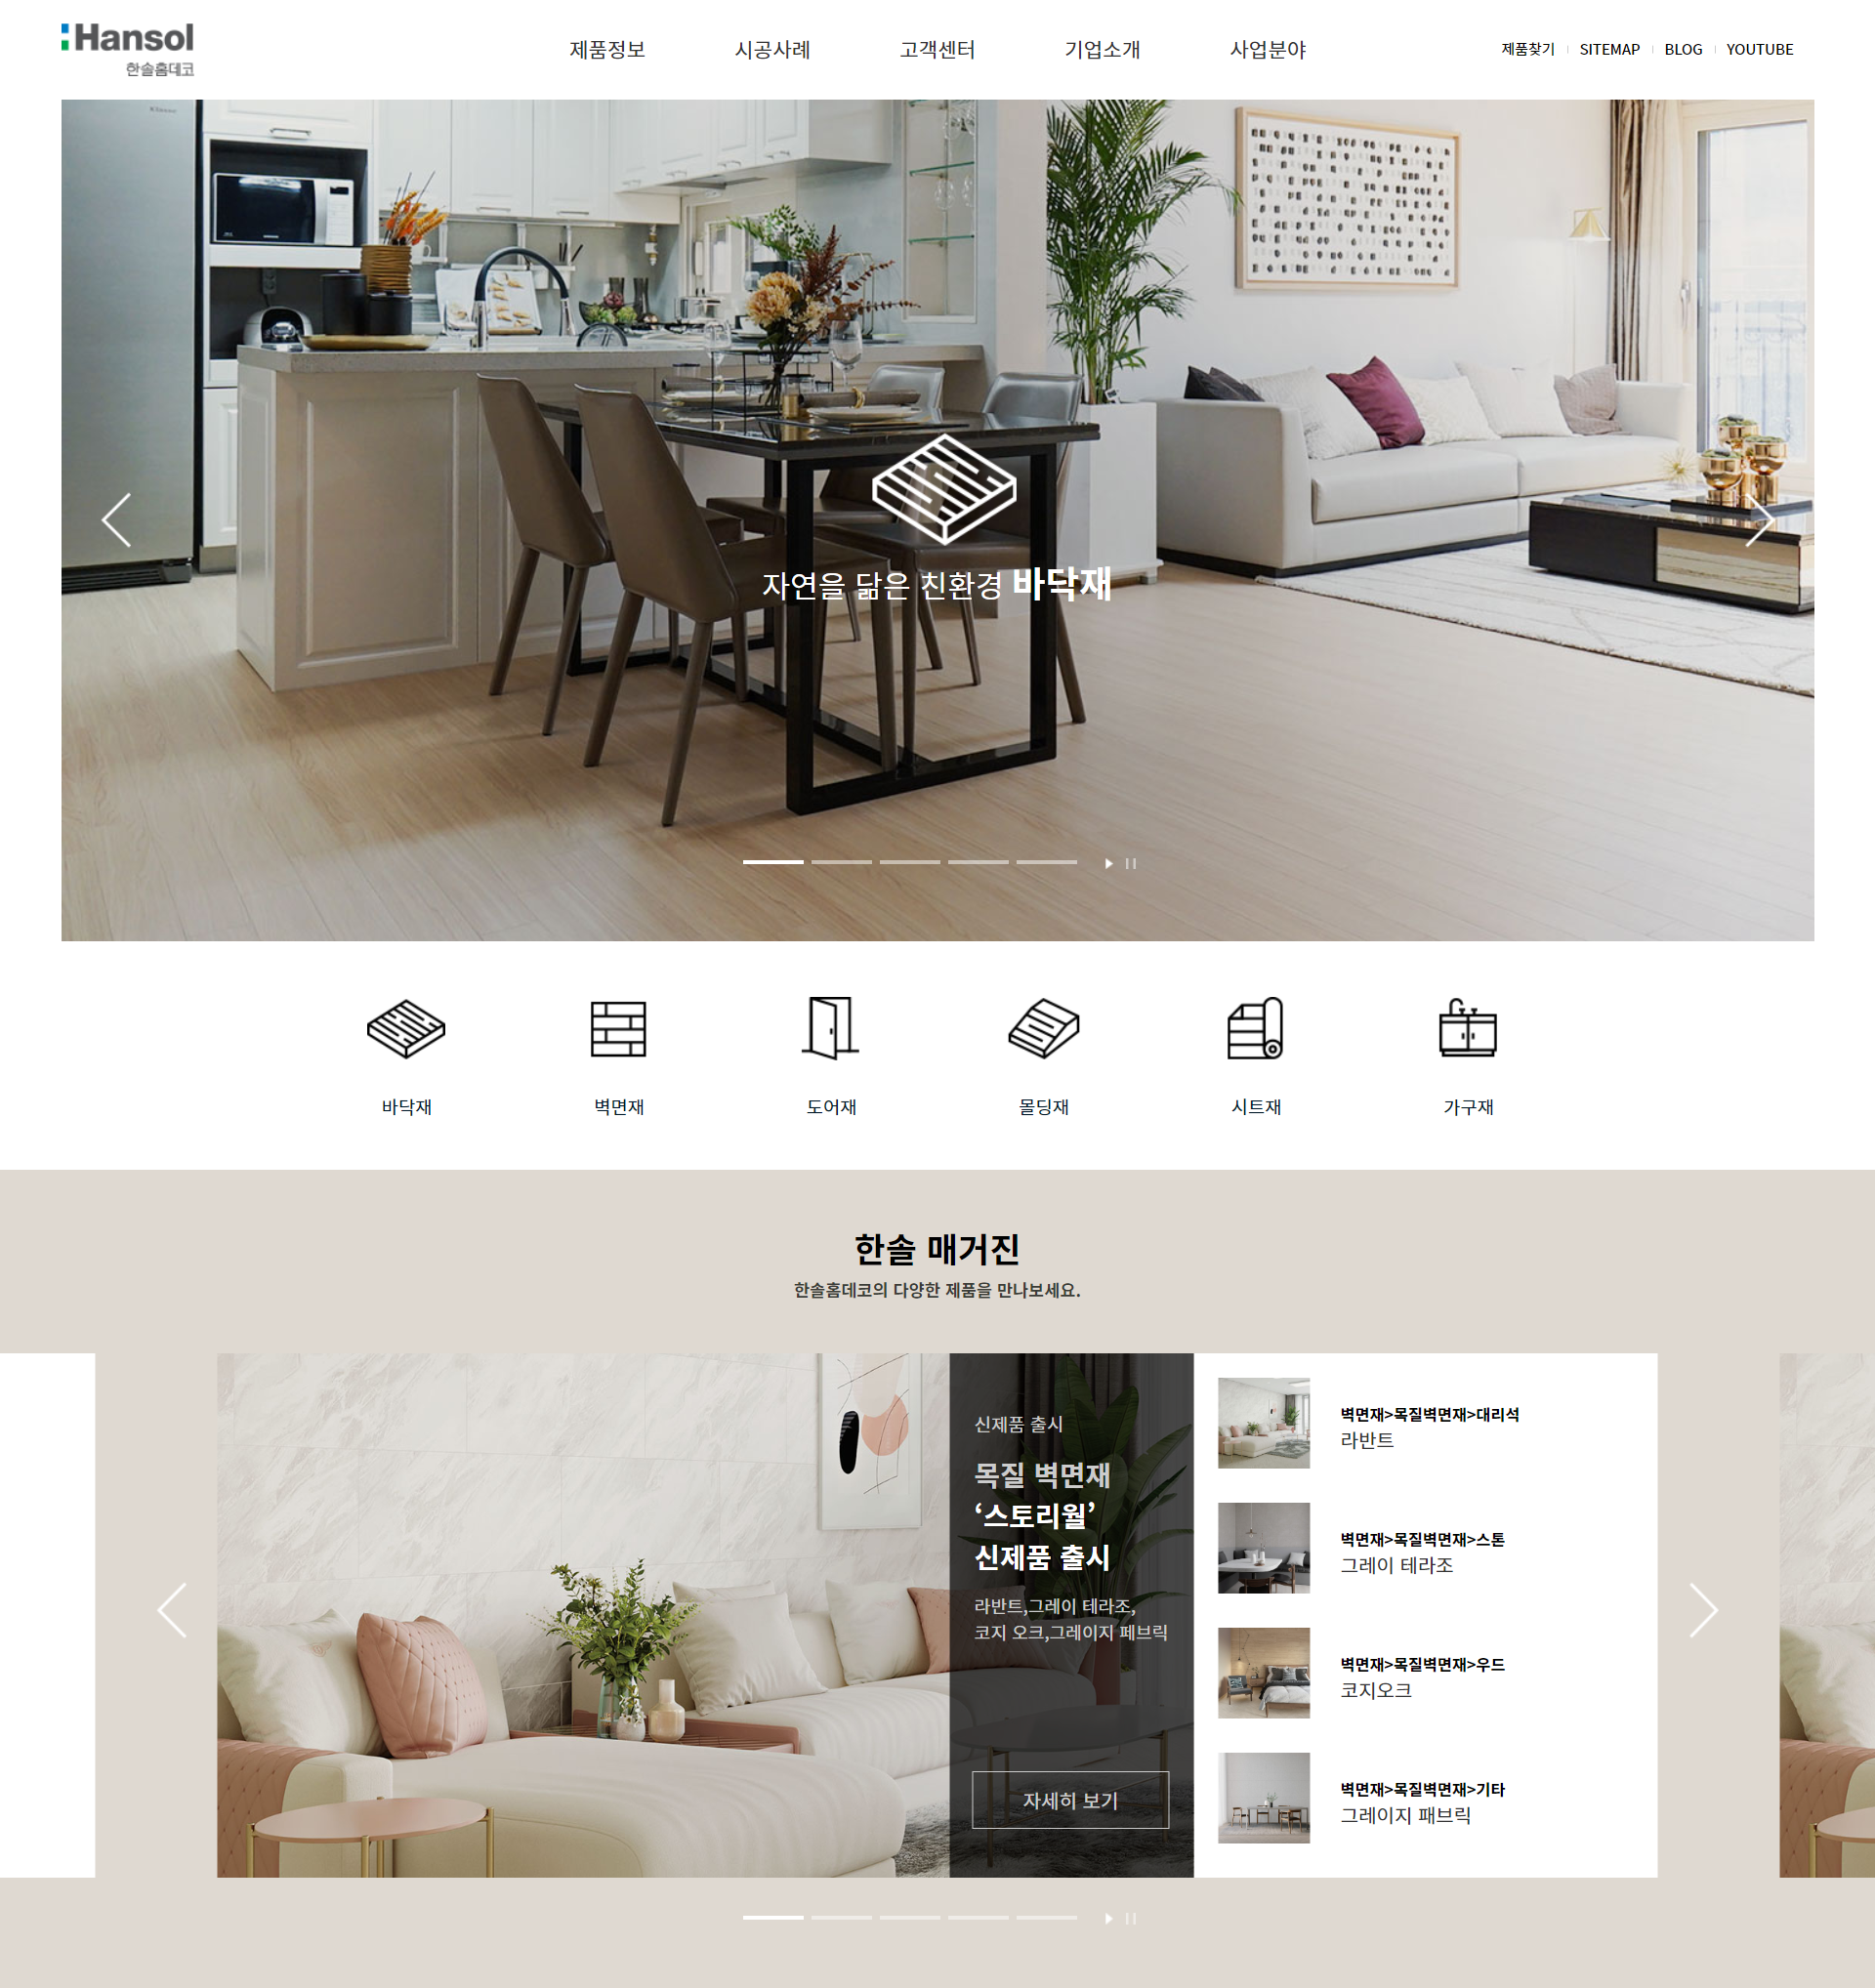 Hansol
한솔홈데코
제품정보
시공사례
고객센터
기업소개
사업분야
제품찾기
SITEMAP
BLOG
YOUTUBE
자연을 닮은 친환경 바닥재
바닥재
벽면재
도어재
몰딩재
시트재
가구재
한솔 매거진
한솔홈데코의 다양한 제품을 만나보세요.
신제품 출시
목질 벽면재
‘스토리월’
신제품 출시
라반트,그레이 테라조,
코지 오크,그레이지 페브릭
자세히 보기
벽면재>목질벽면재>대리석
라반트
벽면재>목질벽면재>스톤
그레이 테라조
벽면재>목질벽면재>우드
코지오크
벽면재>목질벽면재>기타
그레이지 패브릭